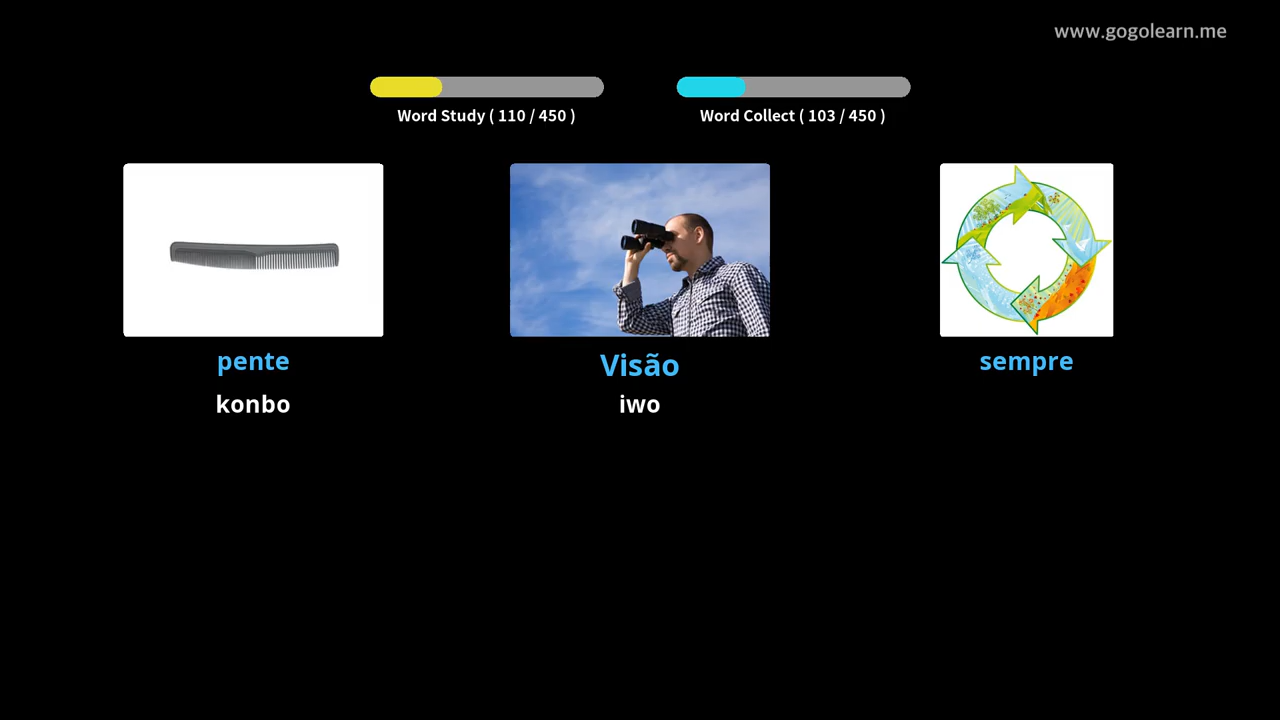 www.gogolearn.me
Word Study ( 110 / 450 )
Word Collect ( 103 / 450 )
pente
Visão
sempre
konbo
iwo